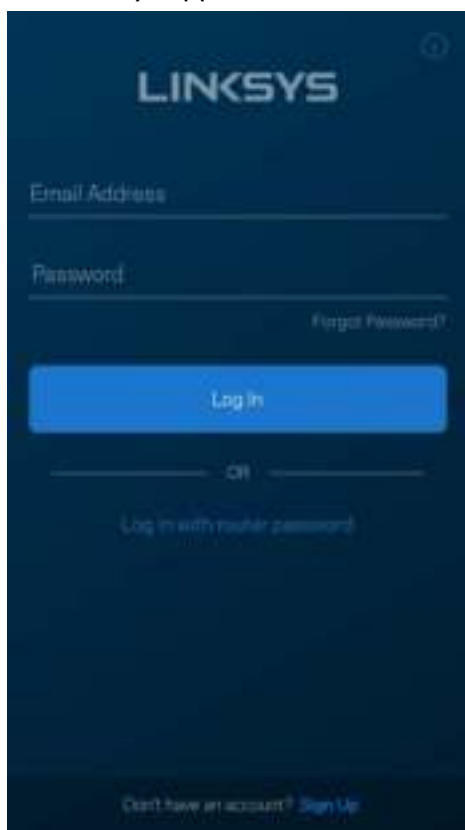 LINKSYS
Email Address
Password
Forgot Password?
Log In
OR
Log in with router password
Don't have an account? Sign Up